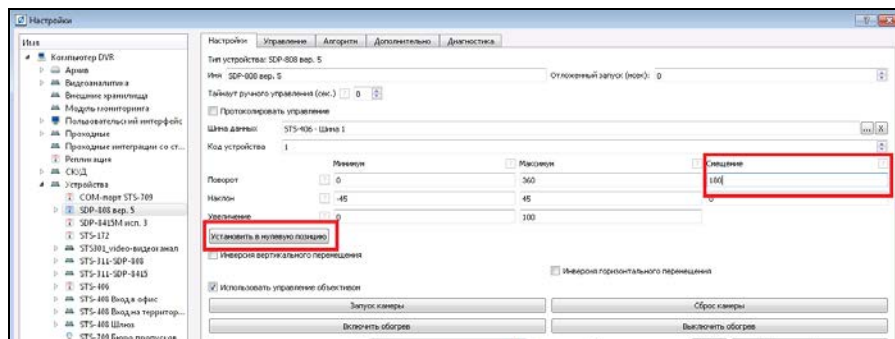 Настройки
Имя
Компьютер DVR
Архив
Видеоаналитика
Внешние хранилища
Модуль мониторинга
Пользовательский интерфейс
Проходные
Проходные интеграции со ст...
Репликация
СКУД
Устройства
COM-порт STS-709
SDP-808 вер. 5
SDP-8415M исп. 3
STS-172
STS301_video-видеоанал
STS-311-SDP-808
STS-311-SDP-8415
STS-406
STS-408 Вход в офис
STS-408 Вход на территор...
STS-408 Шлюз
STS-709 Бюро пропусков
Настройки Управление Алгоритм Дополнительно Диагностика
Тип устройства: SDP-808 вер. 5
Имя SDP-808 вер. 5 Отложенный запуск (мсек): 0
Таймаут ручного управления (сек.) 0
Протоколировать управление
Шина данных STS-406 - Шина 1 ... X
Код устройства 1
Минимум Максимум Смещение
Поворот 0 360 180
Наклон -45 45 0
Увеличение 0 100
Установить в нулевую позицию
Инверсия вертикального перемещения
Инверсия горизонтального перемещения
Использовать управление объективом
Запуск камеры Сброс камеры
Включить обогрев Выключить обогрев